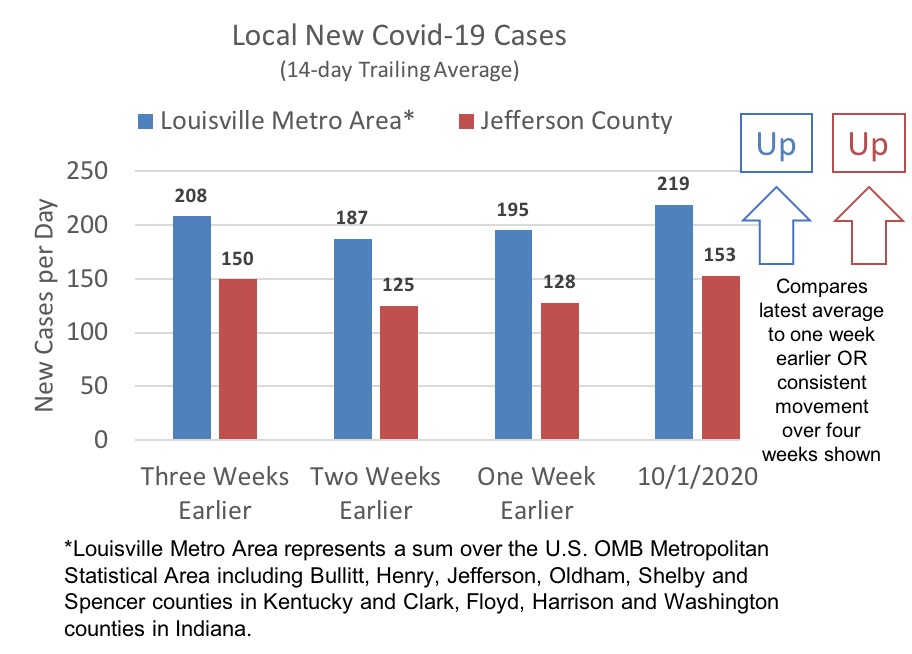 Local New Covid-19 Cases
(14-day Trailing Average)
Louisville Metro Area*
Jefferson County
Up
Up
New Cases per Day
250
200
150
100
50
0
208
150
187
125
195
128
219
153
Three Weeks
Earlier
Two Weeks
Earlier
One Week
Earlier
10/1/2020
Compares
latest average
to one week
earlier OR
consistent
movement
over four
weeks shown
*Louisville Metro Area represents a sum over the U.S. OMB Metropolitan
Statistical Area including Bullitt, Henry, Jefferson, Oldham, Shelby and
Spencer counties in Kentucky and Clark, Floyd, Harrison and Washington
counties in Indiana.